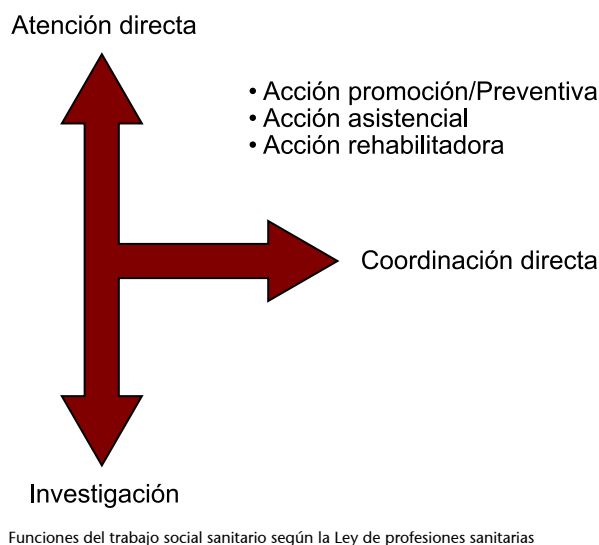 Atención directa
• Acción promoción/Preventiva
• Acción asistencial
• Acción rehabilitadora
Coordinación directa
Investigación
Funciones del trabajo social sanitario según la Ley de profesiones sanitarias